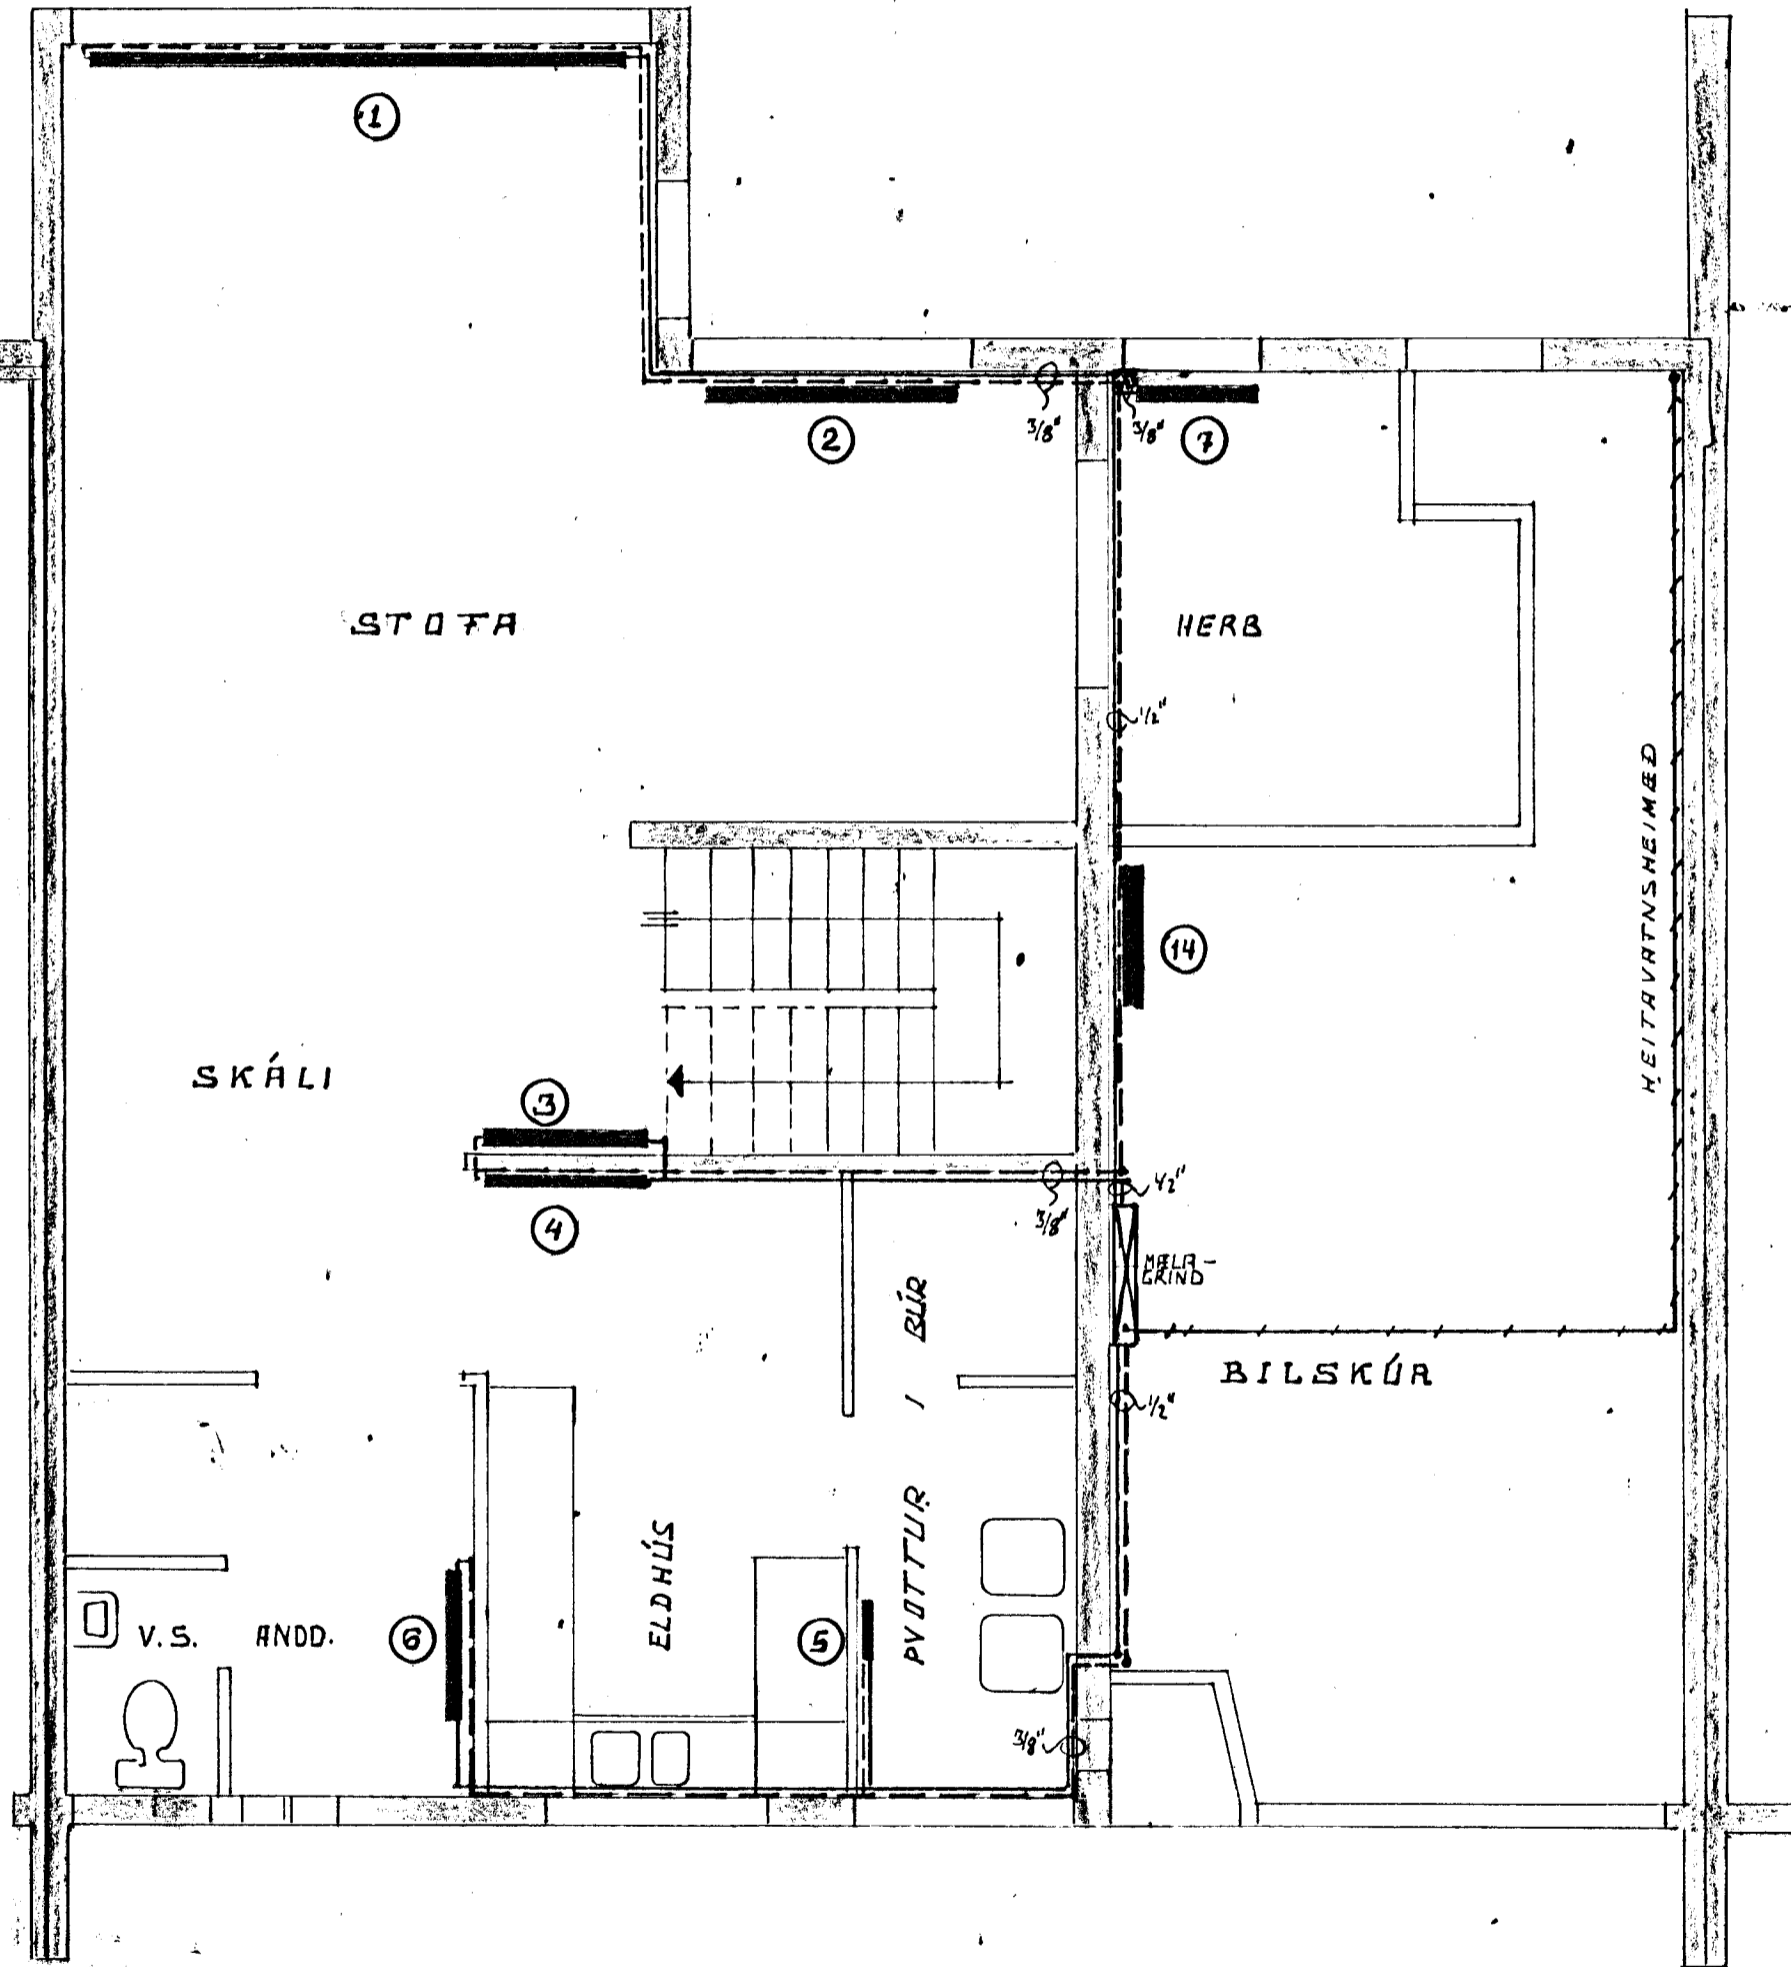 1
2
3/8"
3/8"
7
STOFA
HERB
1/2"
HEITAVATNSHEIMÆÐ
14
SKÁLI
3
4
3/8"
1/2"
MÆLA-
GRIND
BÚR
/
BILSKÚR
1/2"
ELDHÚS
ÞVOTTUR
V.S.
ANDD.
6
5
3/8"